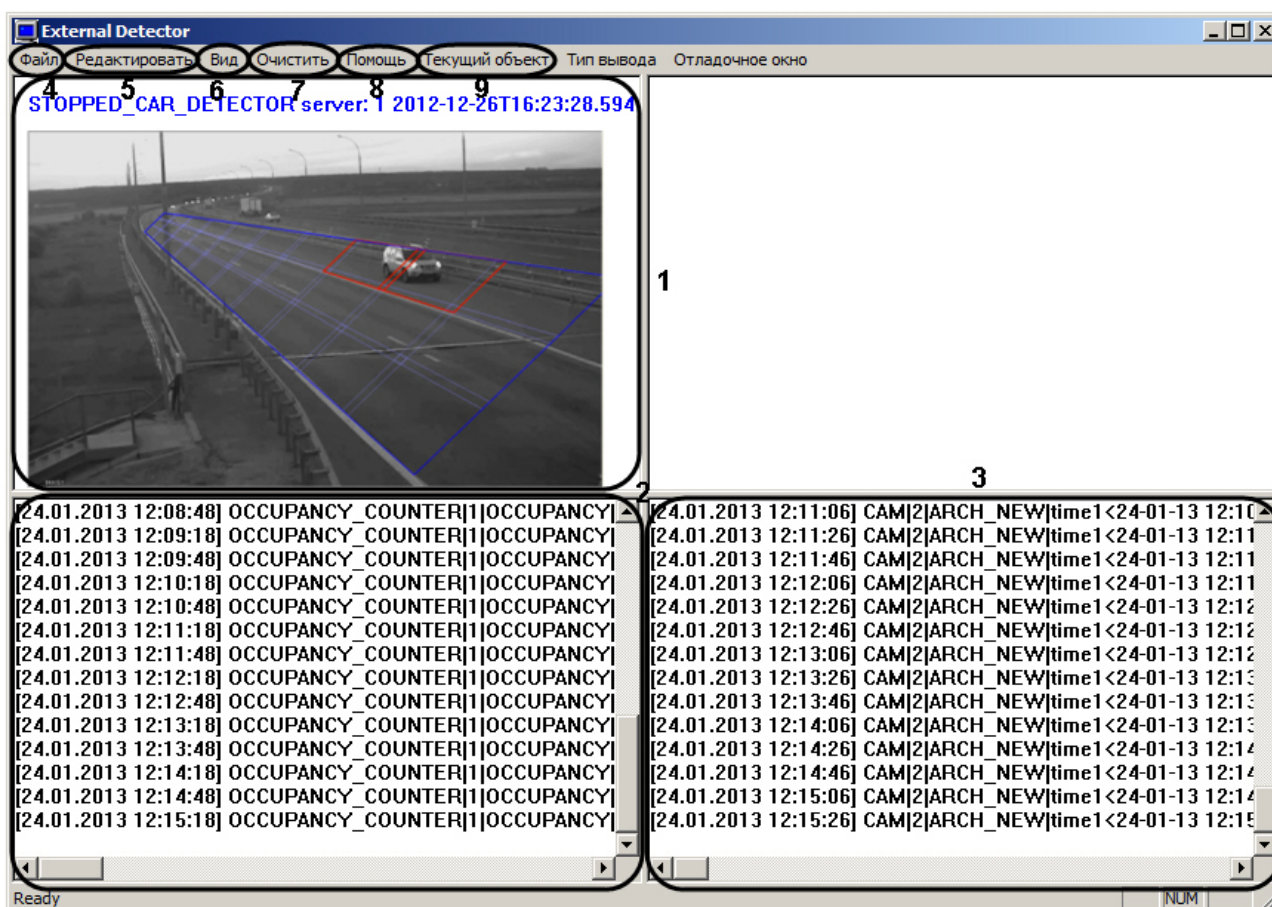 External Detector
Файл Редактировать Вид Очистить Помощь Текущий объект Тип вывода Отладочное окно
4 5 6 7 8 9
STOPPED_CAR_DETECTOR server: 1 2012-12-26T16:23:28.594
1
3
2
[24.01.2013 12:08:48] OCCUPANCY_COUNTER|1|OCCUPANCY|
[24.01.2013 12:09:18] OCCUPANCY_COUNTER|1|OCCUPANCY|
[24.01.2013 12:09:48] OCCUPANCY_COUNTER|1|OCCUPANCY|
[24.01.2013 12:10:18] OCCUPANCY_COUNTER|1|OCCUPANCY|
[24.01.2013 12:10:48] OCCUPANCY_COUNTER|1|OCCUPANCY|
[24.01.2013 12:11:18] OCCUPANCY_COUNTER|1|OCCUPANCY|
[24.01.2013 12:11:48] OCCUPANCY_COUNTER|1|OCCUPANCY|
[24.01.2013 12:12:18] OCCUPANCY_COUNTER|1|OCCUPANCY|
[24.01.2013 12:12:48] OCCUPANCY_COUNTER|1|OCCUPANCY|
[24.01.2013 12:13:18] OCCUPANCY_COUNTER|1|OCCUPANCY|
[24.01.2013 12:13:48] OCCUPANCY_COUNTER|1|OCCUPANCY|
[24.01.2013 12:14:18] OCCUPANCY_COUNTER|1|OCCUPANCY|
[24.01.2013 12:14:48] OCCUPANCY_COUNTER|1|OCCUPANCY|
[24.01.2013 12:15:18] OCCUPANCY_COUNTER|1|OCCUPANCY|
[24.01.2013 12:11:06] CAM|2|ARCH_NEW|time1<24-01-13 12:10
[24.01.2013 12:11:26] CAM|2|ARCH_NEW|time1<24-01-13 12:11
[24.01.2013 12:11:46] CAM|2|ARCH_NEW|time1<24-01-13 12:11
[24.01.2013 12:12:06] CAM|2|ARCH_NEW|time1<24-01-13 12:11
[24.01.2013 12:12:26] CAM|2|ARCH_NEW|time1<24-01-13 12:12
[24.01.2013 12:12:46] CAM|2|ARCH_NEW|time1<24-01-13 12:12
[24.01.2013 12:13:06] CAM|2|ARCH_NEW|time1<24-01-13 12:12
[24.01.2013 12:13:26] CAM|2|ARCH_NEW|time1<24-01-13 12:13
[24.01.2013 12:13:46] CAM|2|ARCH_NEW|time1<24-01-13 12:13
[24.01.2013 12:14:06] CAM|2|ARCH_NEW|time1<24-01-13 12:13
[24.01.2013 12:14:26] CAM|2|ARCH_NEW|time1<24-01-13 12:14
[24.01.2013 12:14:46] CAM|2|ARCH_NEW|time1<24-01-13 12:14
[24.01.2013 12:15:06] CAM|2|ARCH_NEW|time1<24-01-13 12:14
[24.01.2013 12:15:26] CAM|2|ARCH_NEW|time1<24-01-13 12:15
Ready NUM